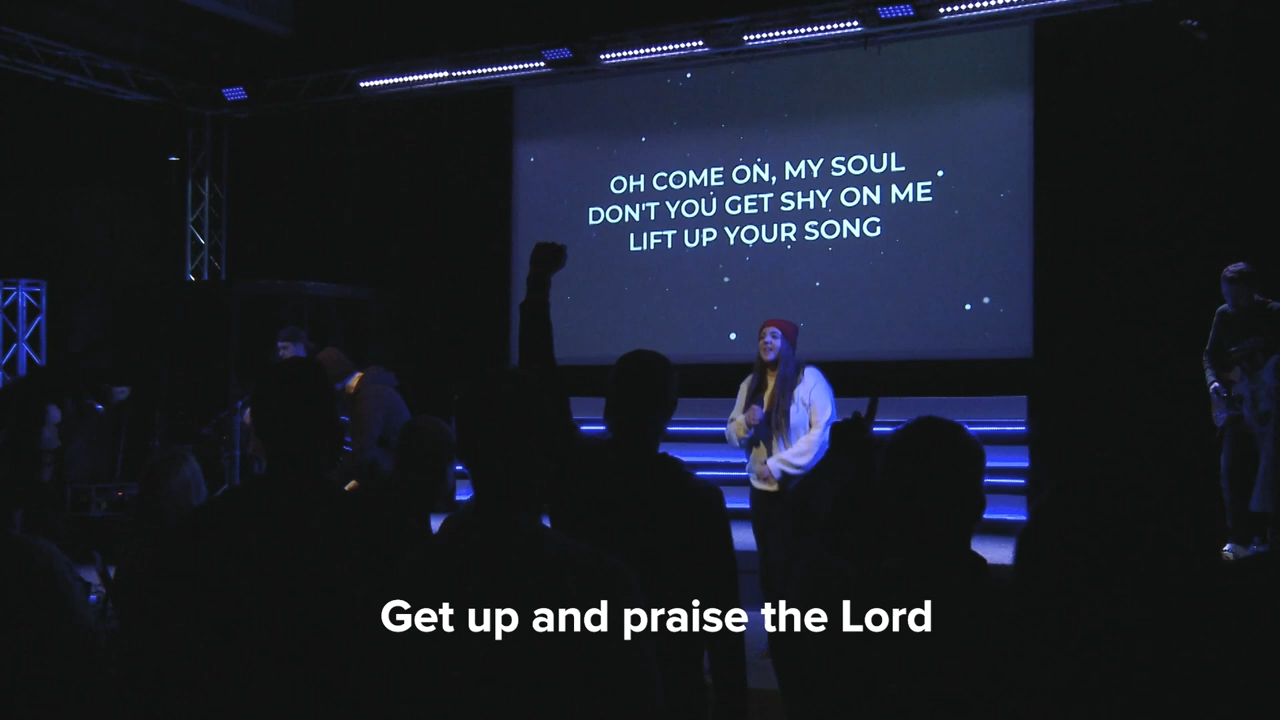 OH COME ON, MY SOUL
DON'T YOU GET SHY ON ME
LIFT UP YOUR SONG
Get up and praise the Lord